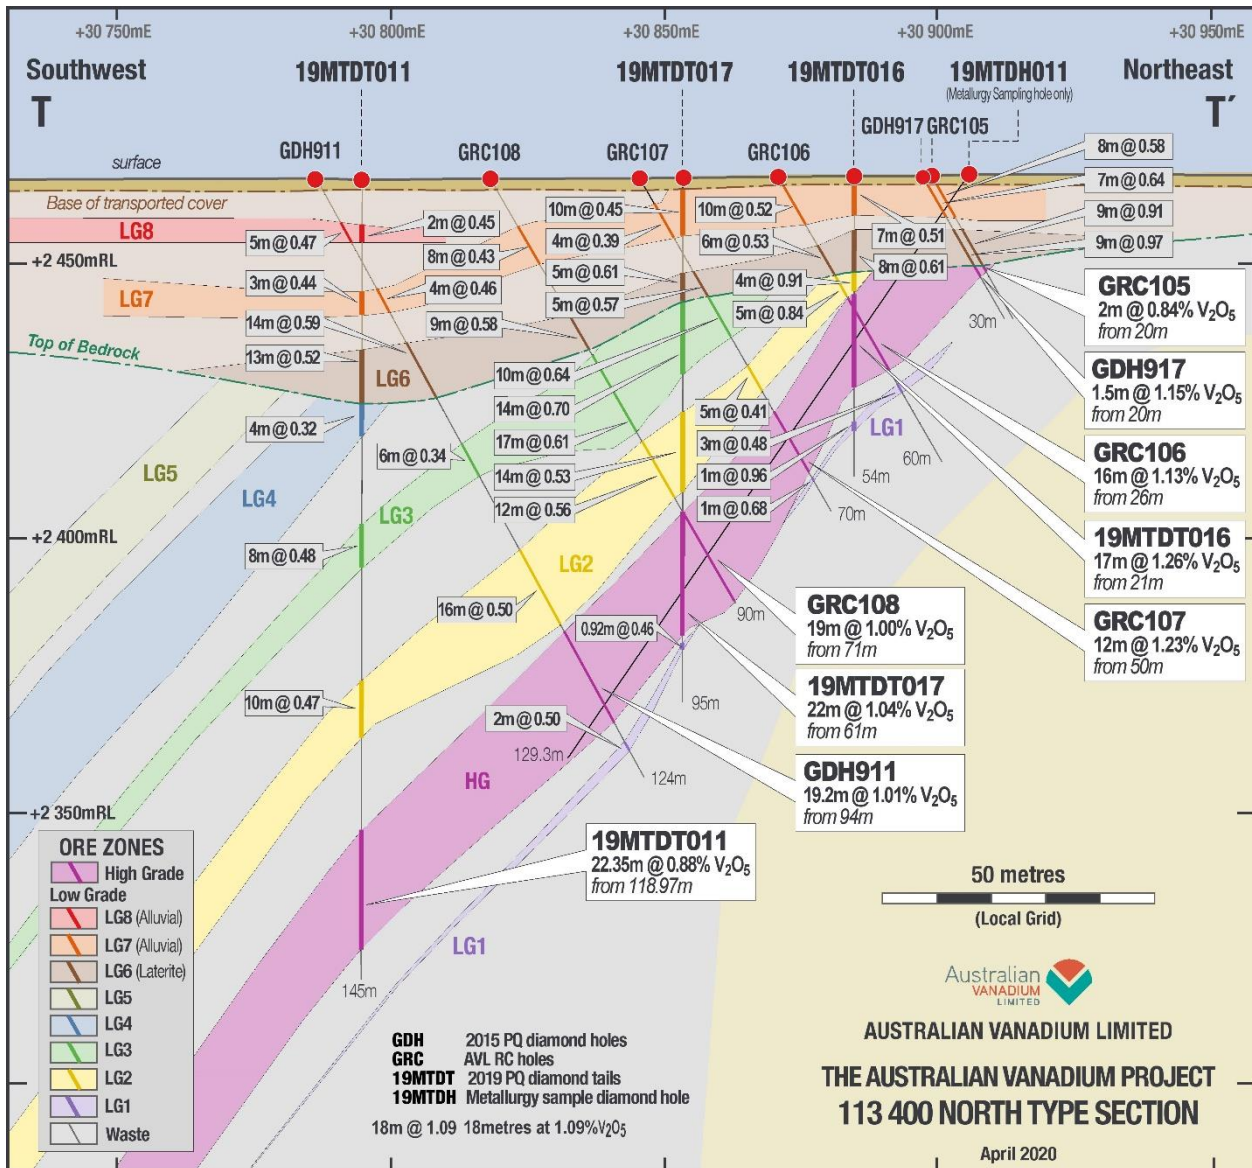 +30 750mE
+30 800mE
+30 850mE
+30 900mE
+30 950mE
Southwest
19MTDT011
19MTDT017
19MTDT016
19MTDH011
(Metallurgy Sampling hole only)
Northeast
T
T′
GDH911
GRC108
GRC107
GRC106
GDH917
GRC105
surface
Base of transported cover
LG8
+2 450RL
LG7
Top of Bedrock
LG6
LG5
LG4
LG3
+2 400mRL
LG2
LG1
HG
+2 350mRL
LG1
5m @ 0.47
2m @ 0.45
3m @ 0.44
14m @ 0.59
13m @ 0.52
4m @ 0.32
8m @ 0.48
10m @ 0.47
8m @ 0.43
4m @ 0.46
9m @ 0.58
6m @ 0.34
16m @ 0.50
2m @ 0.50
10m @ 0.45
4m @ 0.39
5m @ 0.61
5m @ 0.57
10m @ 0.64
14m @ 0.70
17m @ 0.61
14m @ 0.53
12m @ 0.56
0.92m @ 0.46
10m @ 0.52
6m @ 0.53
4m @ 0.91
5m @ 0.84
5m @ 0.41
3m @ 0.48
1m @ 0.96
1m @ 0.68
7m @ 0.51
8m @ 0.61
8m @ 0.58
7m @ 0.64
9m @ 0.91
9m @ 0.97
30m
60m
54m
70m
90m
95m
124m
129.3m
145m
GRC105
2m @ 0.84% V₂O₅
from 20m
GDH917
1.5m @ 1.15% V₂O₅
from 20m
GRC106
16m @ 1.13% V₂O₅
from 26m
19MTDT016
17m @ 1.26% V₂O₅
from 21m
GRC107
12m @ 1.23% V₂O₅
from 50m
GRC108
19m @ 1.00% V₂O₅
from 71m
19MTDT017
22m @ 1.04% V₂O₅
from 61m
GDH911
19.2m @ 1.01% V₂O₅
from 94m
19MTDT011
22.35m @ 0.88% V₂O₅
from 118.97m
ORE ZONES
High Grade
Low Grade
LG8 (Alluvial)
LG7 (Alluvial)
LG6 (Laterite)
LG5
LG4
LG3
LG2
LG1
Waste
GDH 2015 PQ diamond holes
GRC AVL RC holes
19MTDT 2019 PQ diamond tails
19MTDH Metallurgy sample diamond hole
18m @ 1.09 18metres at 1.09%V₂O₅
50 metres
(Local Grid)
Australian
VANADIUM
LIMITED
AUSTRALIAN VANADIUM LIMITED
THE AUSTRALIAN VANADIUM PROJECT
113 400 NORTH TYPE SECTION
April 2020